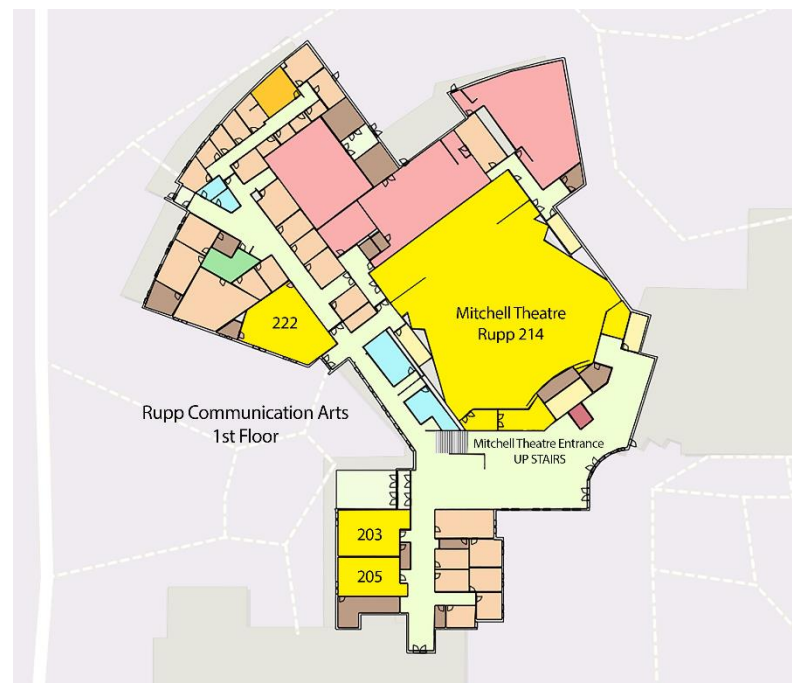 Mitchell Theatre
Rupp 214
222
Rupp Communication Arts
1st Floor
Mitchell Theatre Entrance
UP STAIRS
203
205